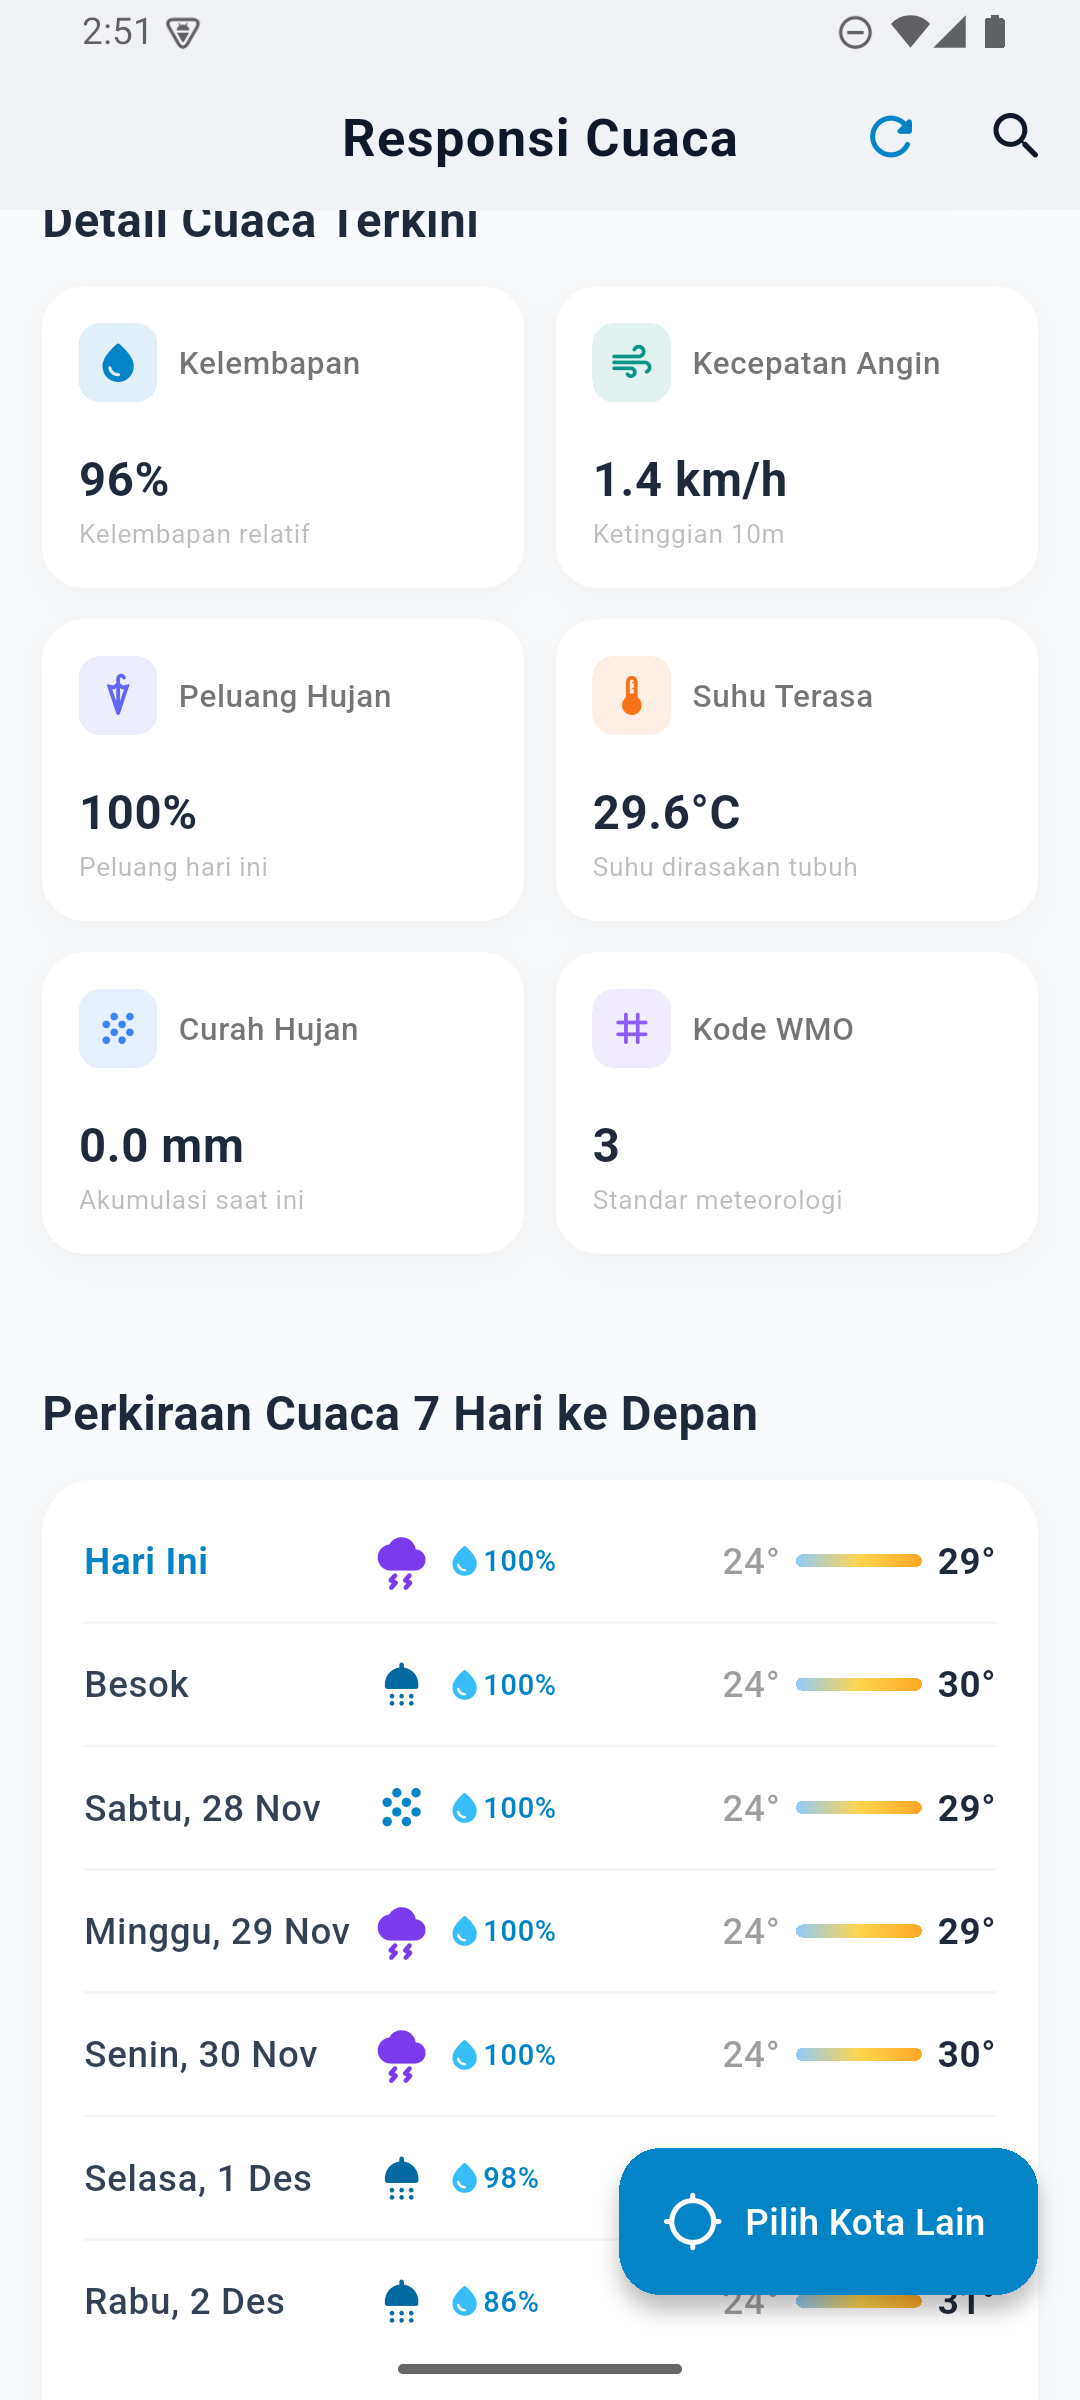 2:51
Responsi Cuaca
Detail Cuaca Terkini
Kelembapan
96%
Kelembapan relatif
Kecepatan Angin
1.4 km/h
Ketinggian 10m
Peluang Hujan
100%
Peluang hari ini
Suhu Terasa
29.6°C
Suhu dirasakan tubuh
Curah Hujan
0.0 mm
Akumulasi saat ini
Kode WMO
3
Standar meteorologi
Perkiraan Cuaca 7 Hari ke Depan
Hari Ini 100% 24° 29°
Besok 100% 24° 30°
Sabtu, 28 Nov 100% 24° 29°
Minggu, 29 Nov 100% 24° 29°
Senin, 30 Nov 100% 24° 30°
Selasa, 1 Des 98%
Pilih Kota Lain
Rabu, 2 Des 86% 24° 31°